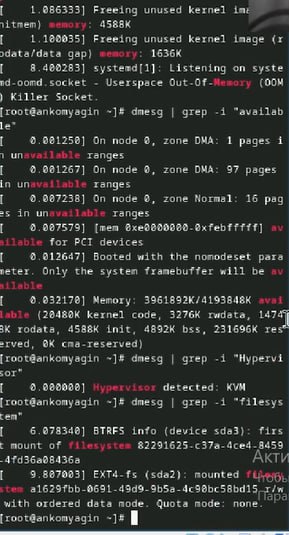 [    1.086333] Freeing unused kernel ima
nitmem) memory: 4588K
[    1.100035] Freeing unused kernel image (r
odata/data gap) memory: 1636K
[    8.400283] systemd[1]: Listening on syste
md-oomd.socket - Userspace Out-Of-Memory (OOM
) Killer Socket.
[root@ankomyagin ~]# dmesg | grep -i "availab
le"
[    0.001250] On node 0, zone DMA: 1 pages i
n unavailable ranges
[    0.001267] On node 0, zone DMA: 97 pages
in unavailable ranges
[    0.007238] On node 0, zone Normal: 16 pag
es in unavailable ranges
[    0.007579] [mem 0xe0000000-0xfebfffff] av
ailable for PCI devices
[    0.012647] Booted with the nomodeset para
meter. Only the system framebuffer will be av
ailable
[    0.032170] Memory: 3961892K/4193848K avai
lable (20480K kernel code, 3276K rwdata, 1474
8K rodata, 4588K init, 4892K bss, 231696K res
erved, 0K cma-reserved)
[root@ankomyagin ~]# dmesg | grep -i "Hypervi
sor"
[    0.000000] Hypervisor detected: KVM
[root@ankomyagin ~]# dmesg | grep -i "filesys
tem"
[    6.078340] BTRFS info (device sda3): firs
t mount of filesystem 82291625-c37a-4ce4-8459
-4fd36a08436a
[    9.807003] EXT4-fs (sda2): mounted filesy
stem a1629fbb-0691-49d9-9b5a-4c90bc58bd15 r/w
with ordered data mode. Quota mode: none.
[root@ankomyagin ~]#
Акти
Чтобы
Пара